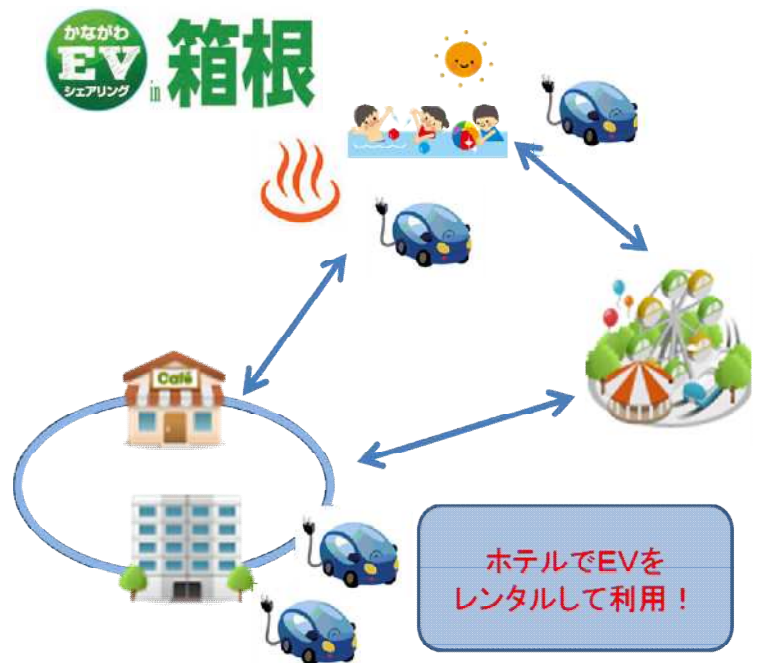 かながわ
EV
シェアリング
in 箱根
Café
ホテルでEVを
レンタルして利用！